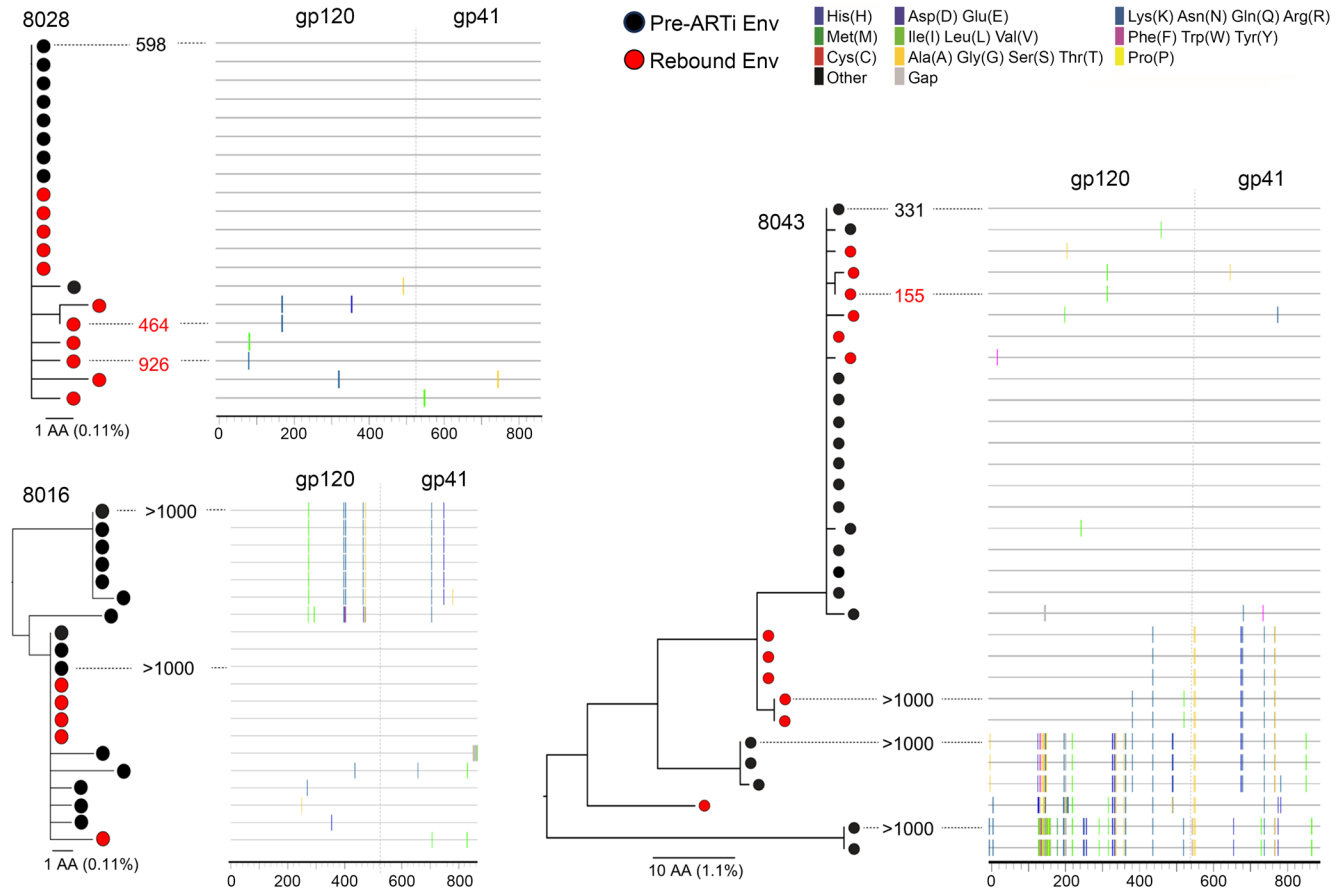 8028
gp120 gp41
598
464
926
1 AA (0.11%)
0 200 400 600 800
Pre-ARTi Env
Rebound Env
His(H) Asp(D) Glu(E) Lys(K) Asn(N) Gln(Q) Arg(R)
Met(M) Ile(I) Leu(L) Val(V) Phe(F) Trp(W) Tyr(Y)
Cys(C) Ala(A) Gly(G) Ser(S) Thr(T) Pro(P)
Other Gap
8016
gp120 gp41
>1000
>1000
1 AA (0.11%)
0 200 400 600 800
8043
gp120 gp41
331
155
>1000
>1000
>1000
10 AA (1.1%)
0 200 400 600 800